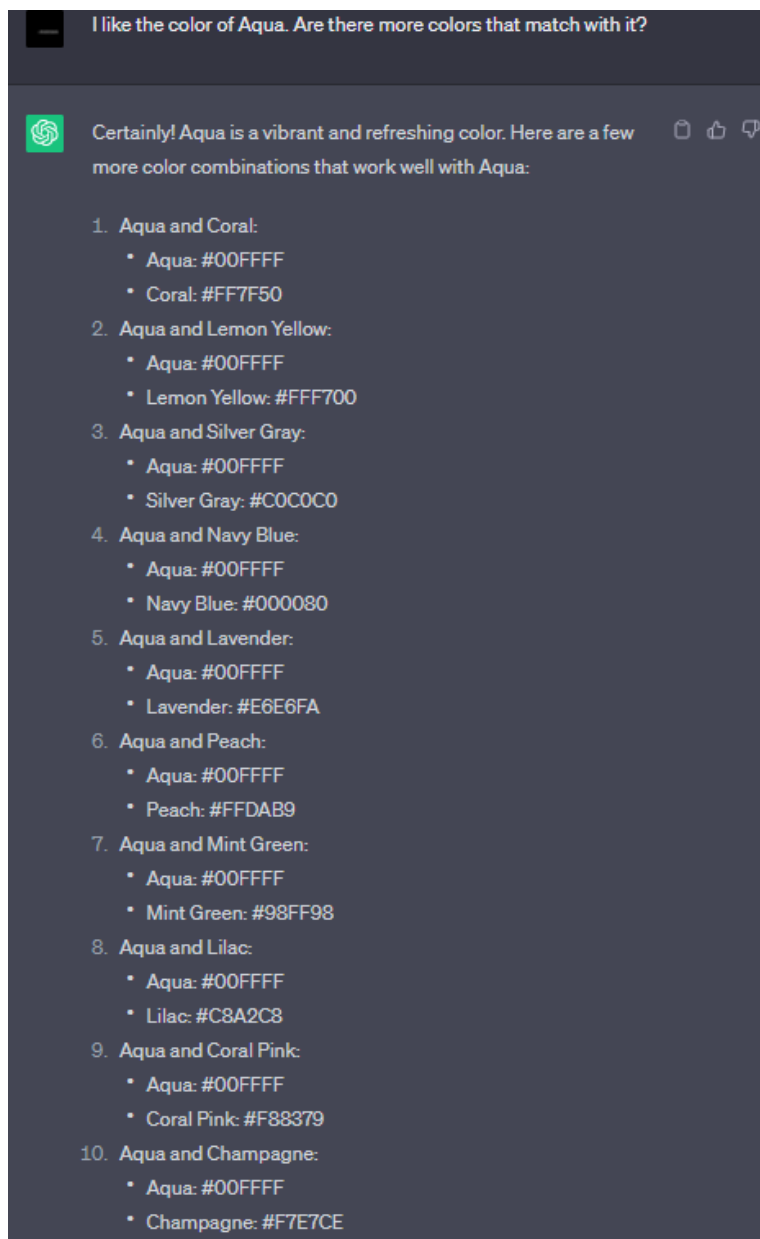 I like the color of Aqua. Are there more colors that match with it?
Certainly! Aqua is a vibrant and refreshing color. Here are a few
more color combinations that work well with Aqua:
1. Aqua and Coral:
• Aqua: #00FFFF
• Coral: #FF7F50
2. Aqua and Lemon Yellow:
• Aqua: #00FFFF
• Lemon Yellow: #FFF700
3. Aqua and Silver Gray:
• Aqua: #00FFFF
• Silver Gray: #C0C0C0
4. Aqua and Navy Blue:
• Aqua: #00FFFF
• Navy Blue: #000080
5. Aqua and Lavender:
• Aqua: #00FFFF
• Lavender: #E6E6FA
6. Aqua and Peach:
• Aqua: #00FFFF
• Peach: #FFDAB9
7. Aqua and Mint Green:
• Aqua: #00FFFF
• Mint Green: #98FF98
8. Aqua and Lilac:
• Aqua: #00FFFF
• Lilac: #C8A2C8
9. Aqua and Coral Pink:
• Aqua: #00FFFF
• Coral Pink: #F88379
10. Aqua and Champagne:
• Aqua: #00FFFF
• Champagne: #F7E7CE